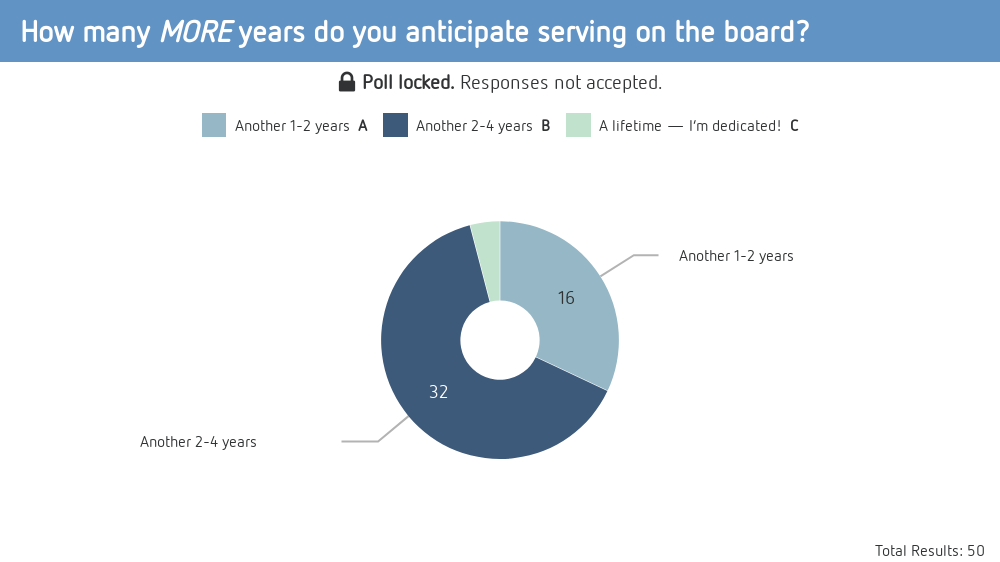 How many MORE years do you anticipate serving on the board?
Poll locked. Responses not accepted.
Another 1-2 years A Another 2-4 years B A lifetime — I'm dedicated! C
Another 1-2 years
16
32
Another 2-4 years
Total Results: 50